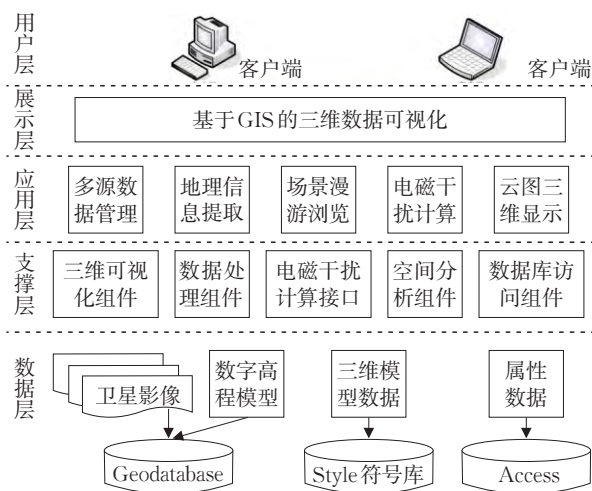 用户层
客户端
客户端
展示层
基于GIS的三维数据可视化
应用层
多源数
据管理
地理信
息提取
场景漫
游浏览
电磁干
扰计算
云图三
维显示
支撑层
三维可视
化组件
数据处
理组件
电磁干扰
计算接口
空间分
析组件
数据库访
问组件
数据层
卫星影像
数字高
程模型
三维模
型数据
属性
数据
Geodatabase
Style符号库
Access